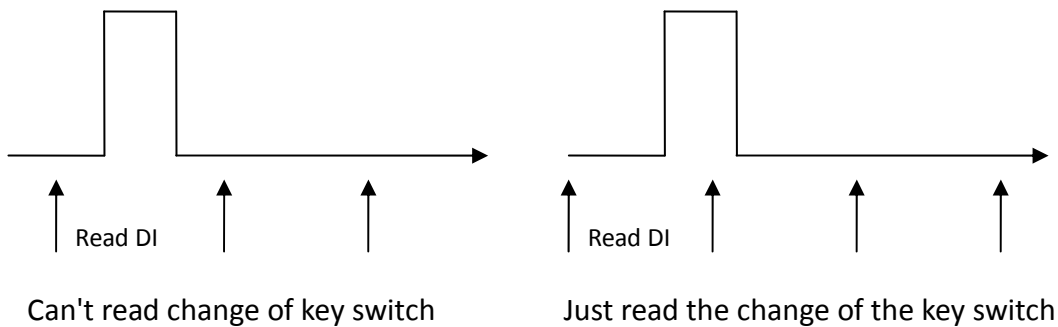 Read DI
Read DI
Can't read change of key switch
Just read the change of the key switch